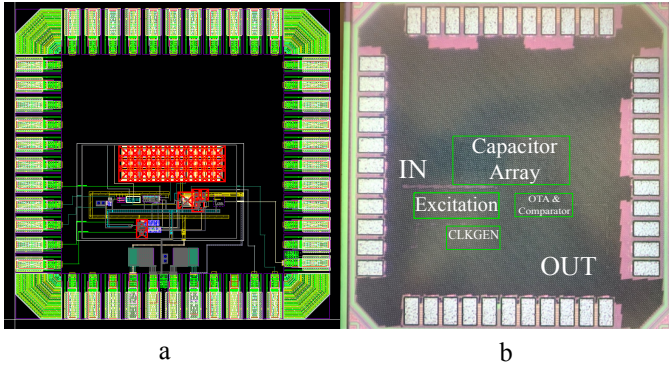 Capacitor
Array
IN
Excitation
OTA &
Comparator
CLKGEN
OUT
a
b